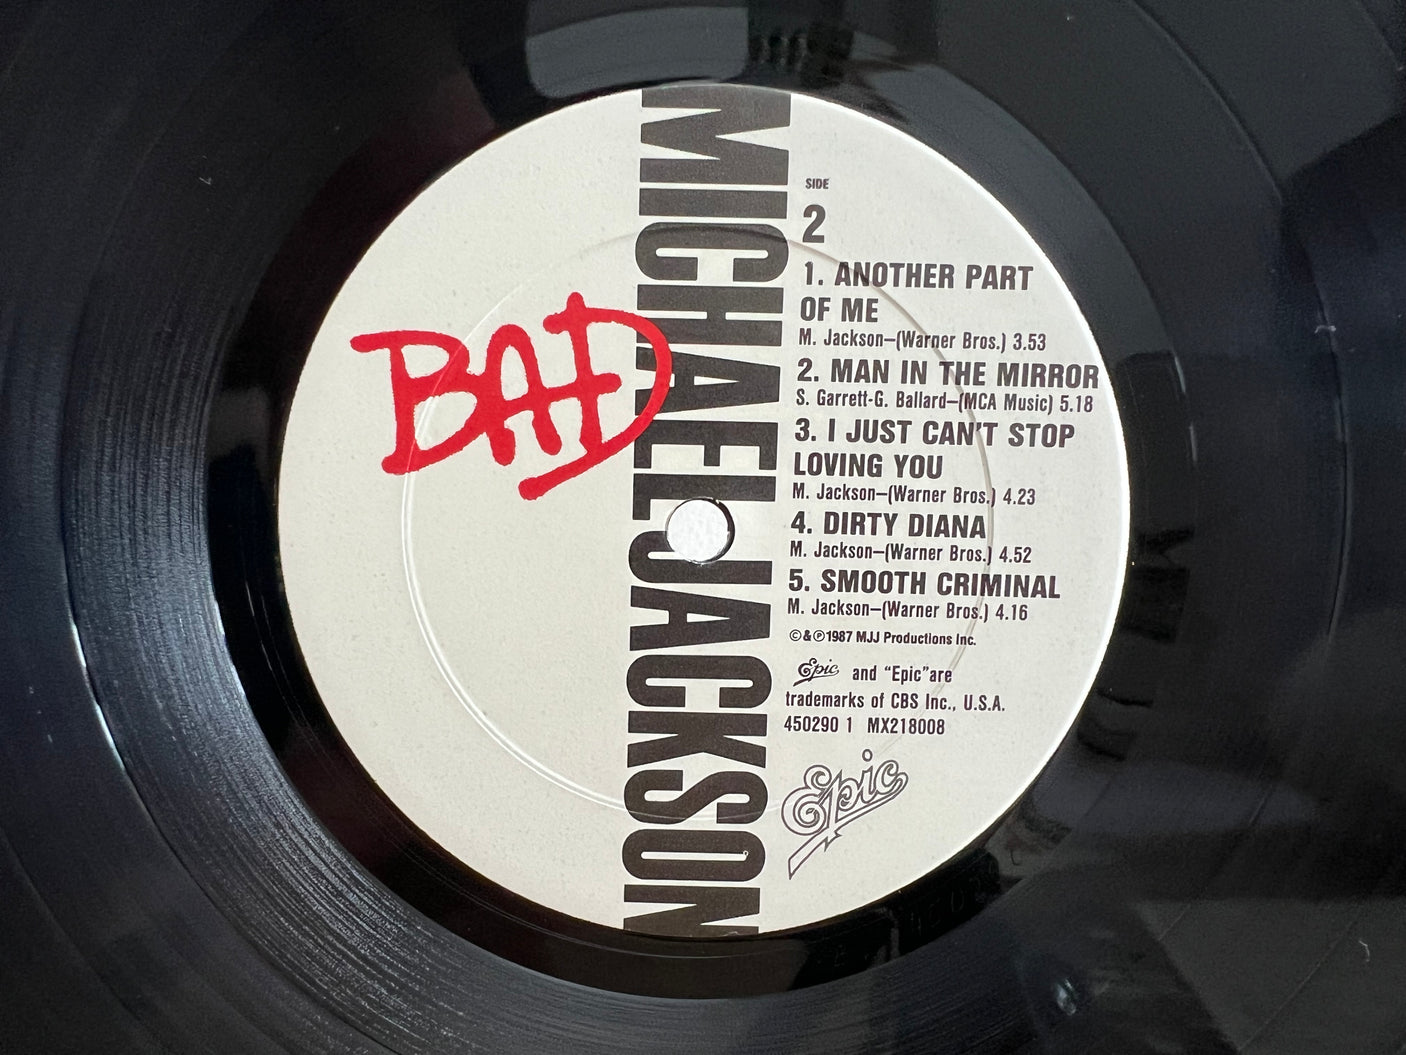 BAD
MICHAEL JACKSON
SIDE
2
1. ANOTHER PART
OF ME
M. Jackson–(Warner Bros.) 3.53
2. MAN IN THE MIRROR
S. Garrett-G. Ballard–(MCA Music) 5.18
3. I JUST CAN'T STOP
LOVING YOU
M. Jackson–(Warner Bros.) 4.23
4. DIRTY DIANA
M. Jackson–(Warner Bros.) 4.52
5. SMOOTH CRIMINAL
M. Jackson–(Warner Bros.) 4.16
©&℗1987 MJJ Productions Inc.
Epic and “Epic”are
trademarks of CBS Inc., U.S.A.
450290 1 MX218008
Epic